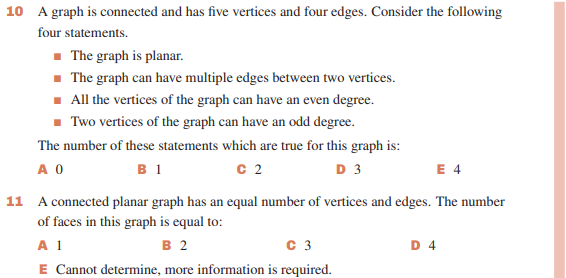 10 A graph is connected and has five vertices and four edges. Consider the following
four statements.
■ The graph is planar.
■ The graph can have multiple edges between two vertices.
■ All the vertices of the graph can have an even degree.
■ Two vertices of the graph can have an odd degree.
The number of these statements which are true for this graph is:
A 0 B 1 C 2 D 3 E 4
11 A connected planar graph has an equal number of vertices and edges. The number
of faces in this graph is equal to:
A 1 B 2 C 3 D 4
E Cannot determine, more information is required.